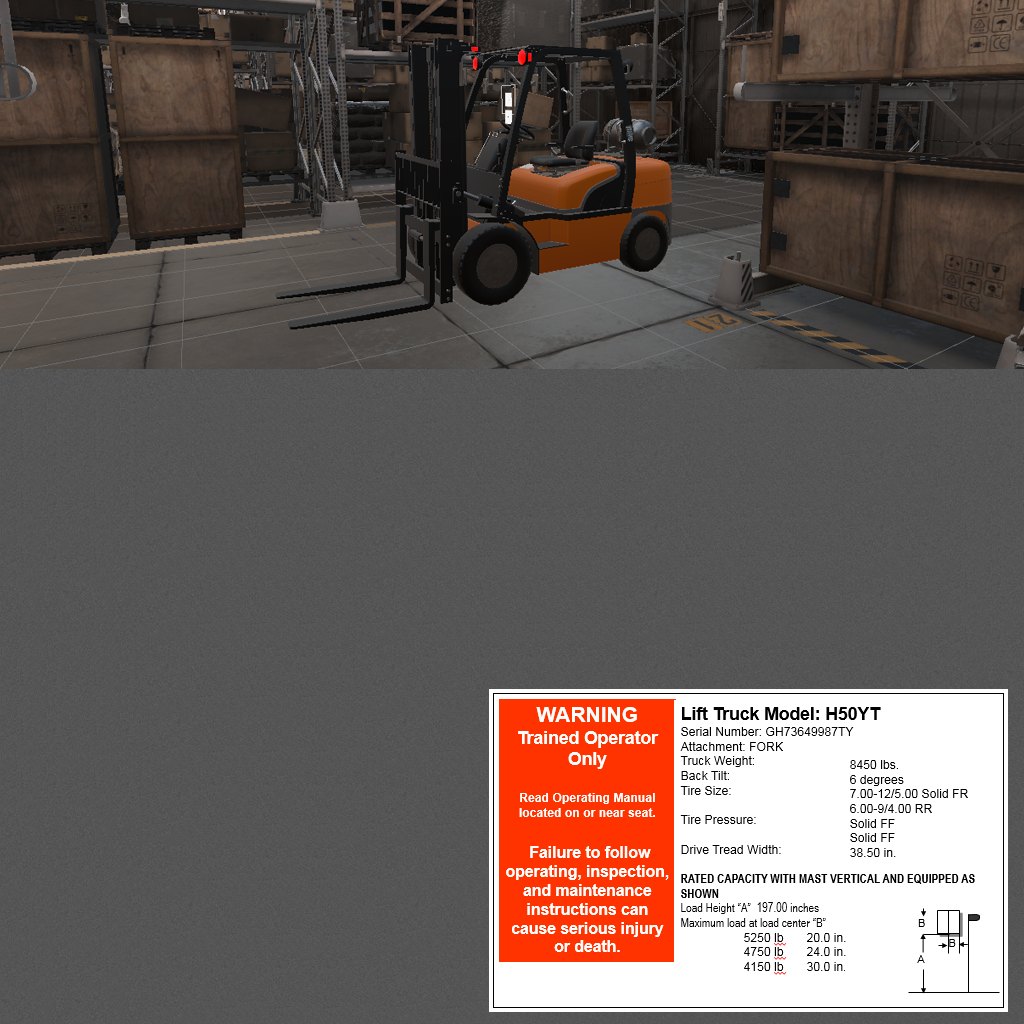 WARNING
Trained Operator
Only
Read Operating Manual
located on or near seat.
Failure to follow
operating, inspection,
and maintenance
instructions can
cause serious injury
or death.
Lift Truck Model: H50YT
Serial Number: GH73649987TY
Attachment: FORK
Truck Weight: 8450 lbs.
Back Tilt: 6 degrees
Tire Size: 7.00-12/5.00 Solid FR
6.00-9/4.00 RR
Tire Pressure: Solid FF
Solid FF
Drive Tread Width: 38.50 in.
RATED CAPACITY WITH MAST VERTICAL AND EQUIPPED AS
SHOWN
Load Height “A” 197.00 inches
Maximum load at load center “B”
5250 lb 20.0 in.
4750 lb 24.0 in.
4150 lb 30.0 in.
B
B
A